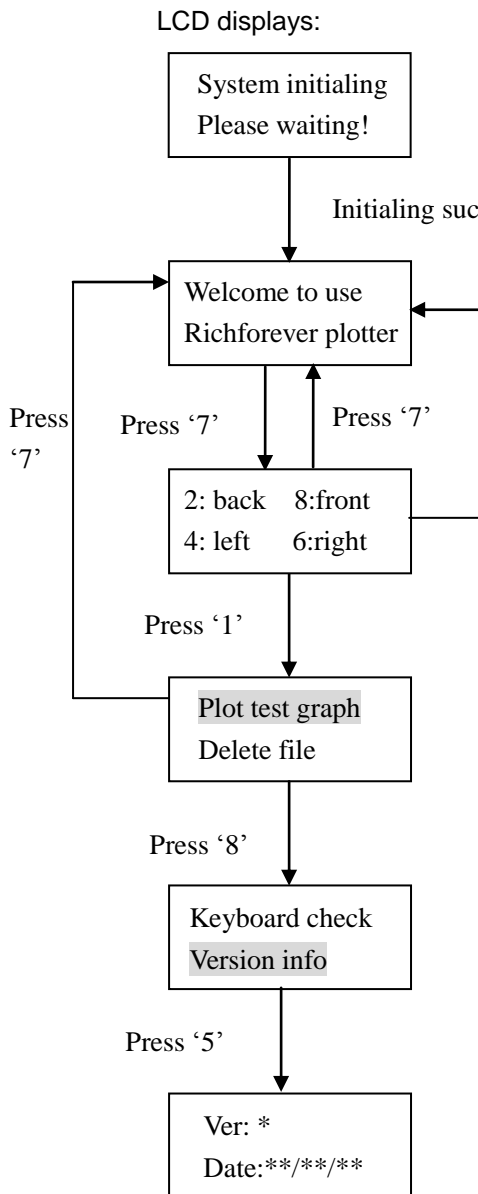 LCD displays:
System initialing
Please waiting!
Initialing suc
Welcome to use
Richforever plotter
Press
‘7’
Press ‘7’
Press ‘7’
2: back 8:front
4: left 6:right
Press ‘1’
Plot test graph
Delete file
Press ‘8’
Keyboard check
Version info
Press ‘5’
Ver: *
Date:**/**/**